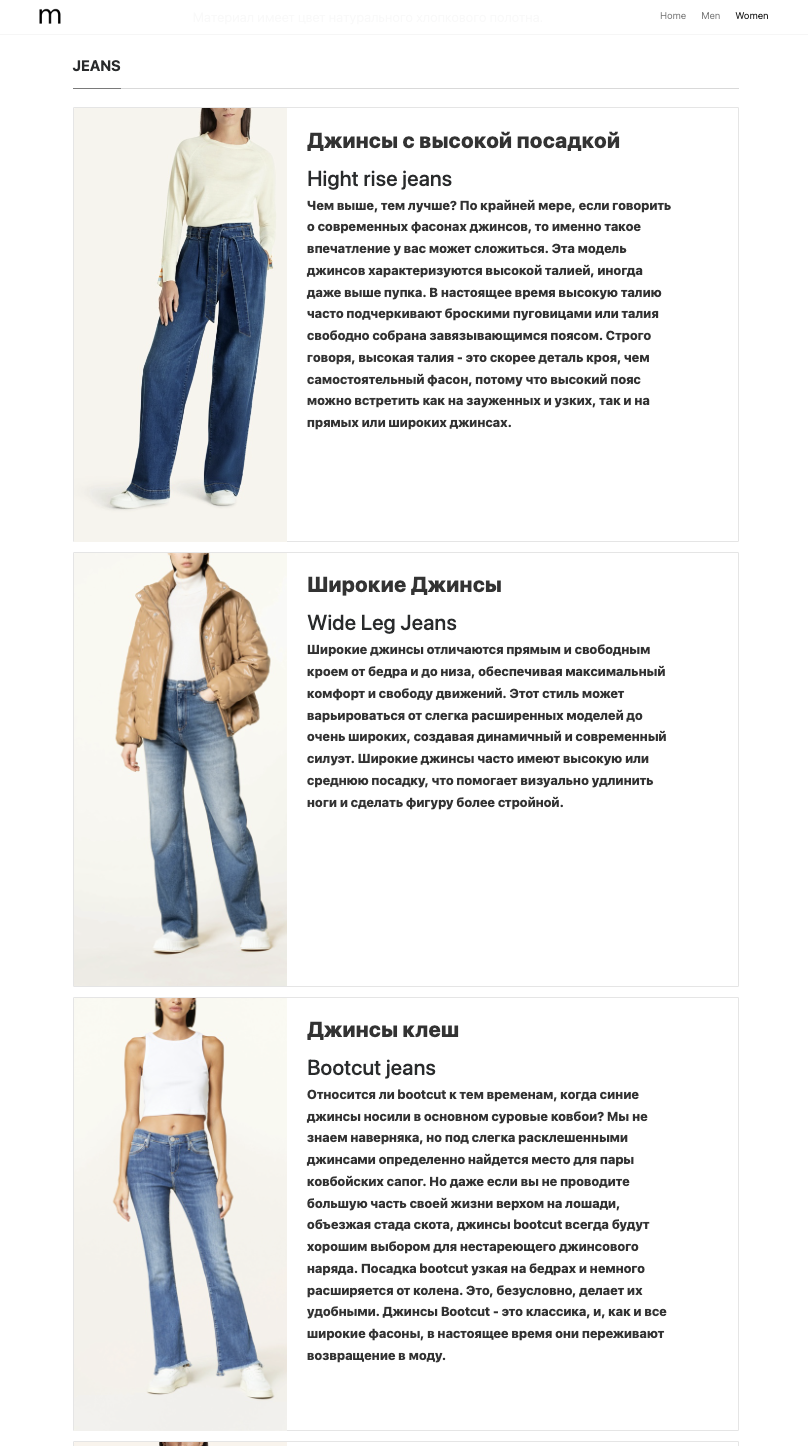 m
Материал имеет цвет натурального хлопкового полотна.
Home Men Women
JEANS
Джинсы с высокой посадкой
Hight rise jeans
Чем выше, тем лучше? По крайней мере, если говорить
о современных фасонах джинсов, то именно такое
впечатление у вас может сложиться. Эта модель
джинсов характеризуются высокой талией, иногда
даже выше пупка. В настоящее время высокую талию
часто подчеркивают броскими пуговицами или талия
свободно собрана завязывающимся поясом. Строго
говоря, высокая талия - это скорее деталь кроя, чем
самостоятельный фасон, потому что высокий пояс
можно встретить как на зауженных и узких, так и на
прямых или широких джинсах.
Широкие Джинсы
Wide Leg Jeans
Широкие джинсы отличаются прямым и свободным
кроем от бедра и до низа, обеспечивая максимальный
комфорт и свободу движений. Этот стиль может
варьироваться от слегка расширенных моделей до
очень широких, создавая динамичный и современный
силуэт. Широкие джинсы часто имеют высокую или
среднюю посадку, что помогает визуально удлинить
ноги и сделать фигуру более стройной.
Джинсы клеш
Bootcut jeans
Относится ли bootcut к тем временам, когда синие
джинсы носили в основном суровые ковбои? Мы не
знаем наверняка, но под слегка расклешенными
джинсами определенно найдется место для пары
ковбойских сапог. Но даже если вы не проводите
большую часть своей жизни верхом на лошади,
объезжая стада скота, джинсы bootcut всегда будут
хорошим выбором для нестареющего джинсового
наряда. Посадка bootcut узкая на бедрах и немного
расширяется от колена. Это, безусловно, делает их
удобными. Джинсы Bootcut - это классика, и, как и все
широкие фасоны, в настоящее время они переживают
возвращение в моду.